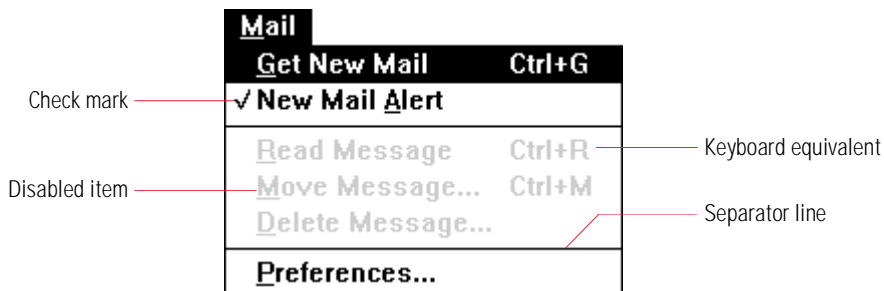 Mail
Get New Mail Ctrl+G
Check mark
✓ New Mail Alert
Read Message Ctrl+R
Keyboard equivalent
Disabled item
Move Message... Ctrl+M
Delete Message...
Separator line
Preferences...